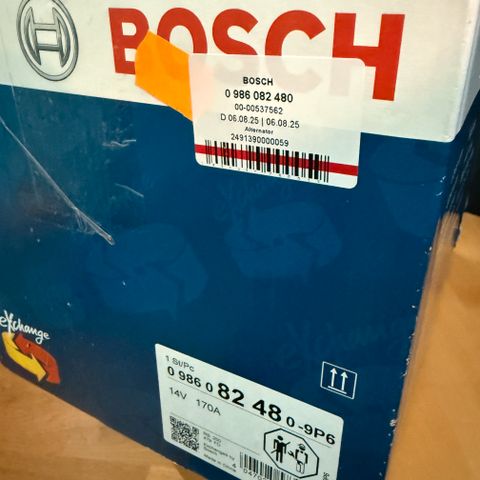 BOSCH
BOSCH
0 986 082 480
00-00537562
D 06.08.25 | 06.08.25
Alternator
2491390000059
eXchange
eXchange
1 St/Pc
0 986 0 82 48 0 -9P6
14V 170A